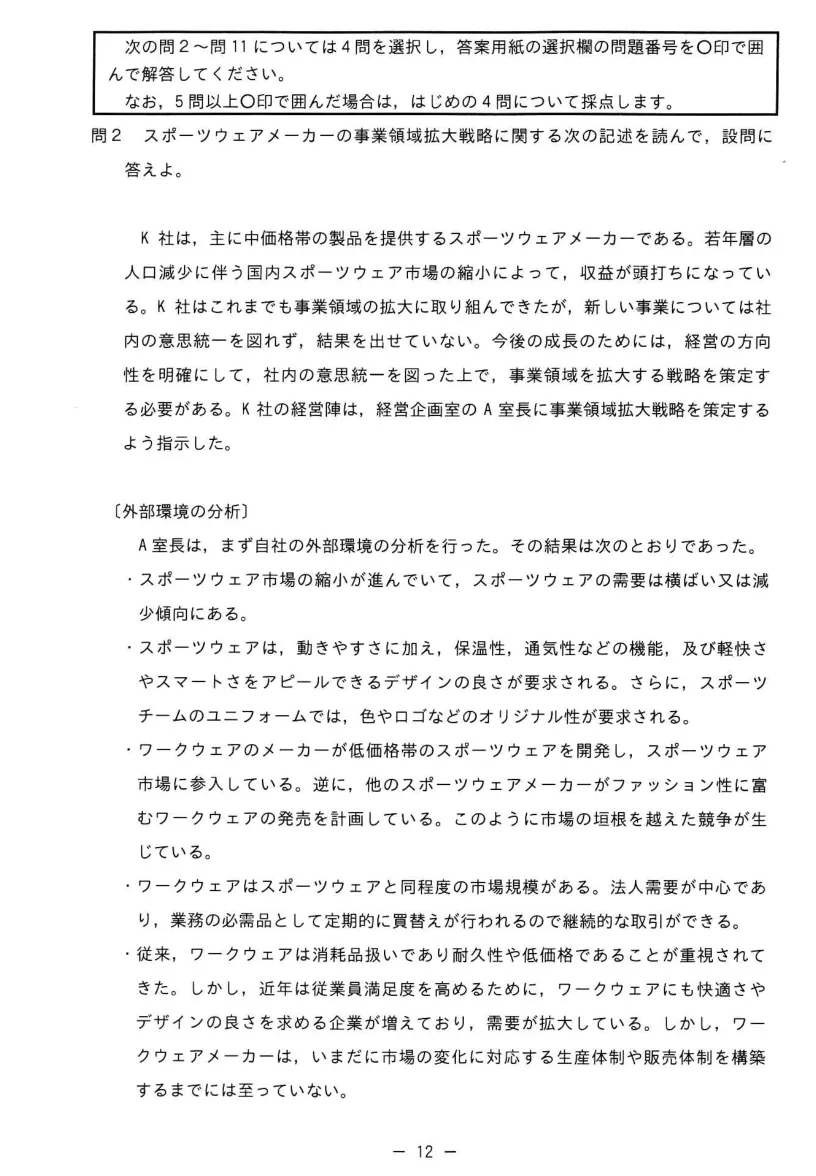 次の問２～問11 については４問を選択し，答案用紙の選択欄の問題番号を〇印で囲
んで解答してください。
なお，５問以上〇印で囲んだ場合は，はじめの４問について採点します。
問２　スポーツウェアメーカーの事業領域拡大戦略に関する次の記述を読んで，設問に
答えよ。
K 社は，主に中価格帯の製品を提供するスポーツウェアメーカーである。若年層の
人口減少に伴う国内スポーツウェア市場の縮小によって，収益が頭打ちになってい
る。K 社はこれまでも事業領域の拡大に取り組んできたが，新しい事業については社
内の意思統一を図れず，結果を出せていない。今後の成長のためには，経営の方向
性を明確にして，社内の意思統一を図った上で，事業領域を拡大する戦略を策定す
る必要がある。K 社の経営陣は，経営企画室の A 室長に事業領域拡大戦略を策定する
よう指示した。
〔外部環境の分析〕
A 室長は，まず自社の外部環境の分析を行った。その結果は次のとおりであった。
・スポーツウェア市場の縮小が進んでいて，スポーツウェアの需要は横ばい又は減
少傾向にある。
・スポーツウェアは，動きやすさに加え，保温性，通気性などの機能，及び軽快さ
やスマートさをアピールできるデザインの良さが要求される。さらに，スポーツ
チームのユニフォームでは，色やロゴなどのオリジナル性が要求される。
・ワークウェアのメーカーが低価格帯のスポーツウェアを開発し，スポーツウェア
市場に参入している。逆に，他のスポーツウェアメーカーがファッション性に富
むワークウェアの発売を計画している。このように市場の垣根を越えた競争が生
じている。
・ワークウェアはスポーツウェアと同程度の市場規模がある。法人需要が中心であ
り，業務の必需品として定期的に買替えが行われるので継続的な取引ができる。
・従来，ワークウェアは消耗品扱いであり耐久性や低価格であることが重視されて
きた。しかし，近年は従業員満足度を高めるために，ワークウェアにも快適さや
デザインの良さを求める企業が増えており，需要が拡大している。しかし，ワー
クウェアメーカーは，いまだに市場の変化に対応する生産体制や販売体制を構築
するまでには至っていない。
－ 12 －